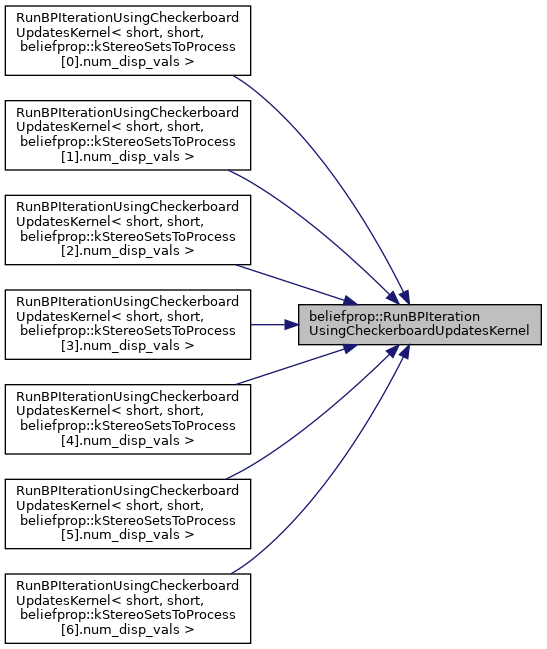 RunBPIterationUsingCheckerboard
UpdatesKernel< short, short,
beliefprop::kStereoSetsToProcess
[0].num_disp_vals >
RunBPIterationUsingCheckerboard
UpdatesKernel< short, short,
beliefprop::kStereoSetsToProcess
[1].num_disp_vals >
RunBPIterationUsingCheckerboard
UpdatesKernel< short, short,
beliefprop::kStereoSetsToProcess
[2].num_disp_vals >
RunBPIterationUsingCheckerboard
UpdatesKernel< short, short,
beliefprop::kStereoSetsToProcess
[3].num_disp_vals >
RunBPIterationUsingCheckerboard
UpdatesKernel< short, short,
beliefprop::kStereoSetsToProcess
[4].num_disp_vals >
RunBPIterationUsingCheckerboard
UpdatesKernel< short, short,
beliefprop::kStereoSetsToProcess
[5].num_disp_vals >
RunBPIterationUsingCheckerboard
UpdatesKernel< short, short,
beliefprop::kStereoSetsToProcess
[6].num_disp_vals >
beliefprop::RunBPIteration
UsingCheckerboardUpdatesKernel